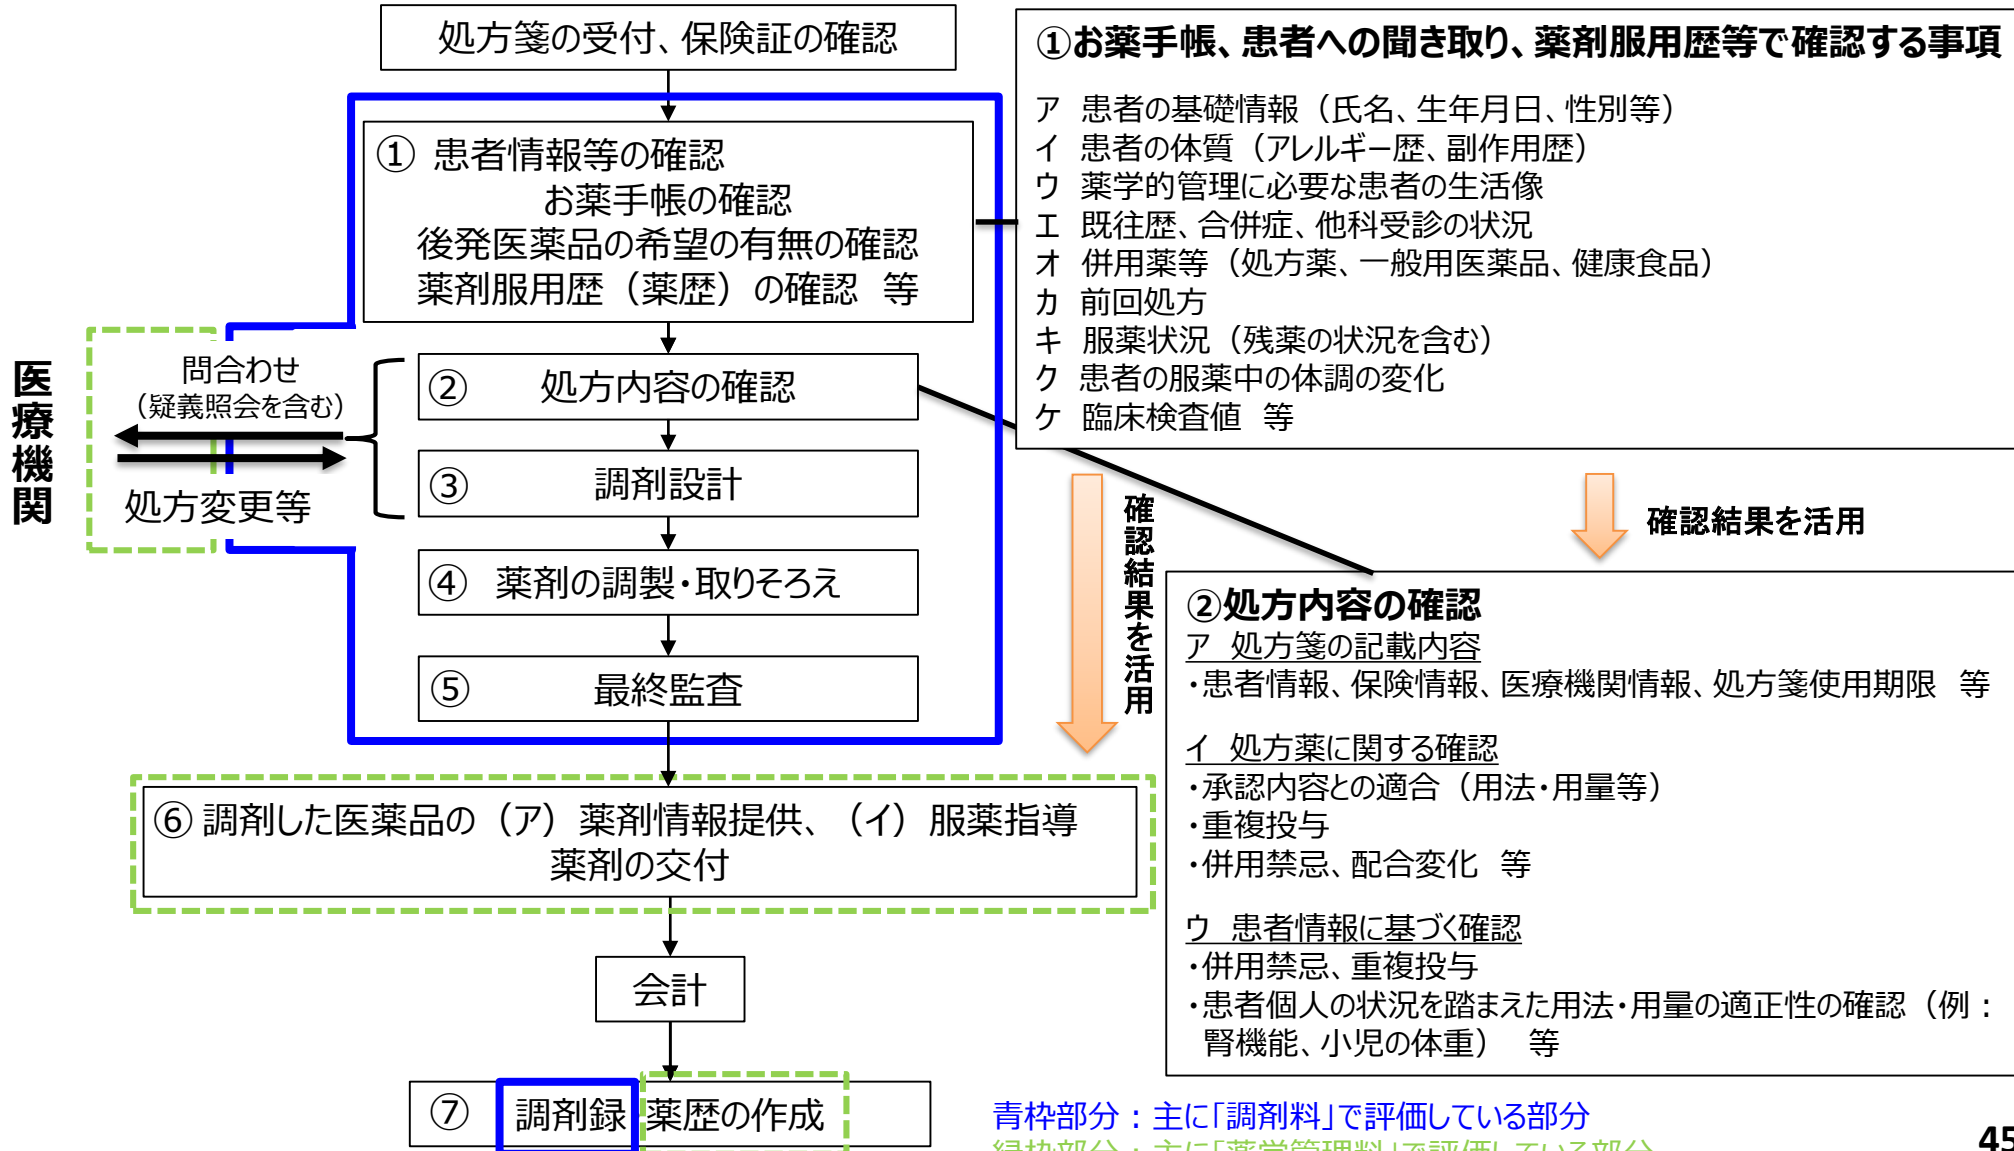 処方箋の受付、保険証の確認
① 患者情報等の確認
お薬手帳の確認
後発医薬品の希望の有無の確認
薬剤服用歴（薬歴）の確認　等
医療機関
問合わせ
（疑義照会を含む）
処方変更等
② 処方内容の確認
③ 調剤設計
④ 薬剤の調製・取りそろえ
⑤ 最終監査
⑥ 調剤した医薬品の（ア）薬剤情報提供、（イ）服薬指導
薬剤の交付
会計
⑦ 調剤録 薬歴の作成
①お薬手帳、患者への聞き取り、薬剤服用歴等で確認する事項
ア　患者の基礎情報（氏名、生年月日、性別等）
イ　患者の体質（アレルギー歴、副作用歴）
ウ　薬学的管理に必要な患者の生活像
エ　既往歴、合併症、他科受診の状況
オ　併用薬等（処方薬、一般用医薬品、健康食品）
カ　前回処方
キ　服薬状況（残薬の状況を含む）
ク　患者の服薬中の体調の変化
ケ　臨床検査値　等
確認結果を活用
確認結果を活用
②処方内容の確認
ア　処方箋の記載内容
・患者情報、保険情報、医療機関情報、処方箋使用期限　等
イ　処方薬に関する確認
・承認内容との適合（用法・用量等）
・重複投与
・併用禁忌、配合変化　等
ウ　患者情報に基づく確認
・併用禁忌、重複投与
・患者個人の状況を踏まえた用法・用量の適正性の確認（例：
腎機能、小児の体重）　等
青枠部分：主に「調剤料」で評価している部分
緑枠部分：主に「薬学管理料」で評価している部分
45